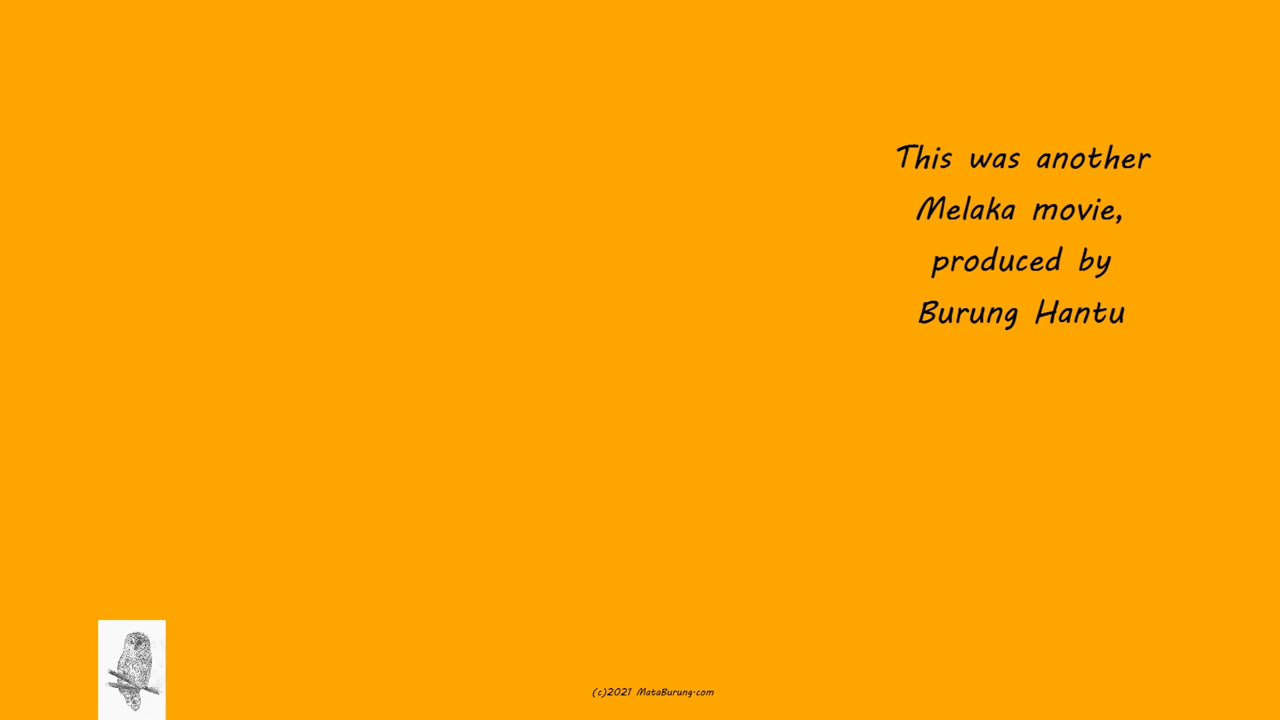 This was another
Melaka movie,
produced by
Burung Hantu
(c)2021 MataBurung.com